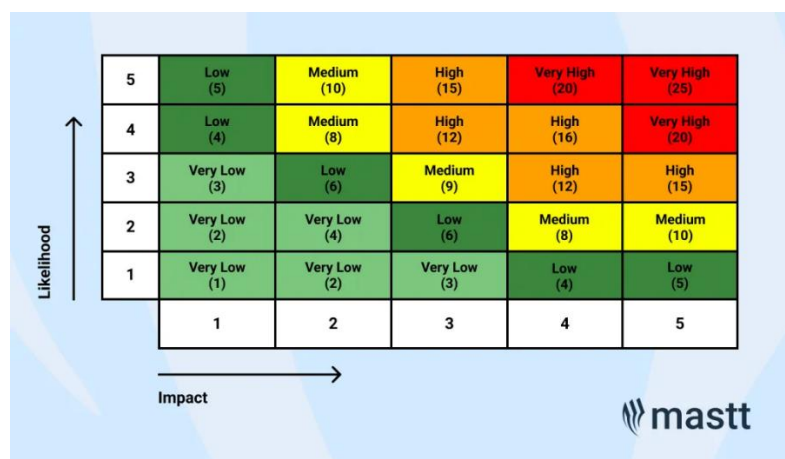 5
Low
(5)
Medium
(10)
High
(15)
Very High
(20)
Very High
(25)
4
Low
(4)
Medium
(8)
High
(12)
High
(16)
Very High
(20)
3
Very Low
(3)
Low
(6)
Medium
(9)
High
(12)
High
(15)
2
Very Low
(2)
Very Low
(4)
Low
(6)
Medium
(8)
Medium
(10)
1
Very Low
(1)
Very Low
(2)
Very Low
(3)
Low
(4)
Low
(5)
1
2
3
4
5
Likelihood
Impact
mastt